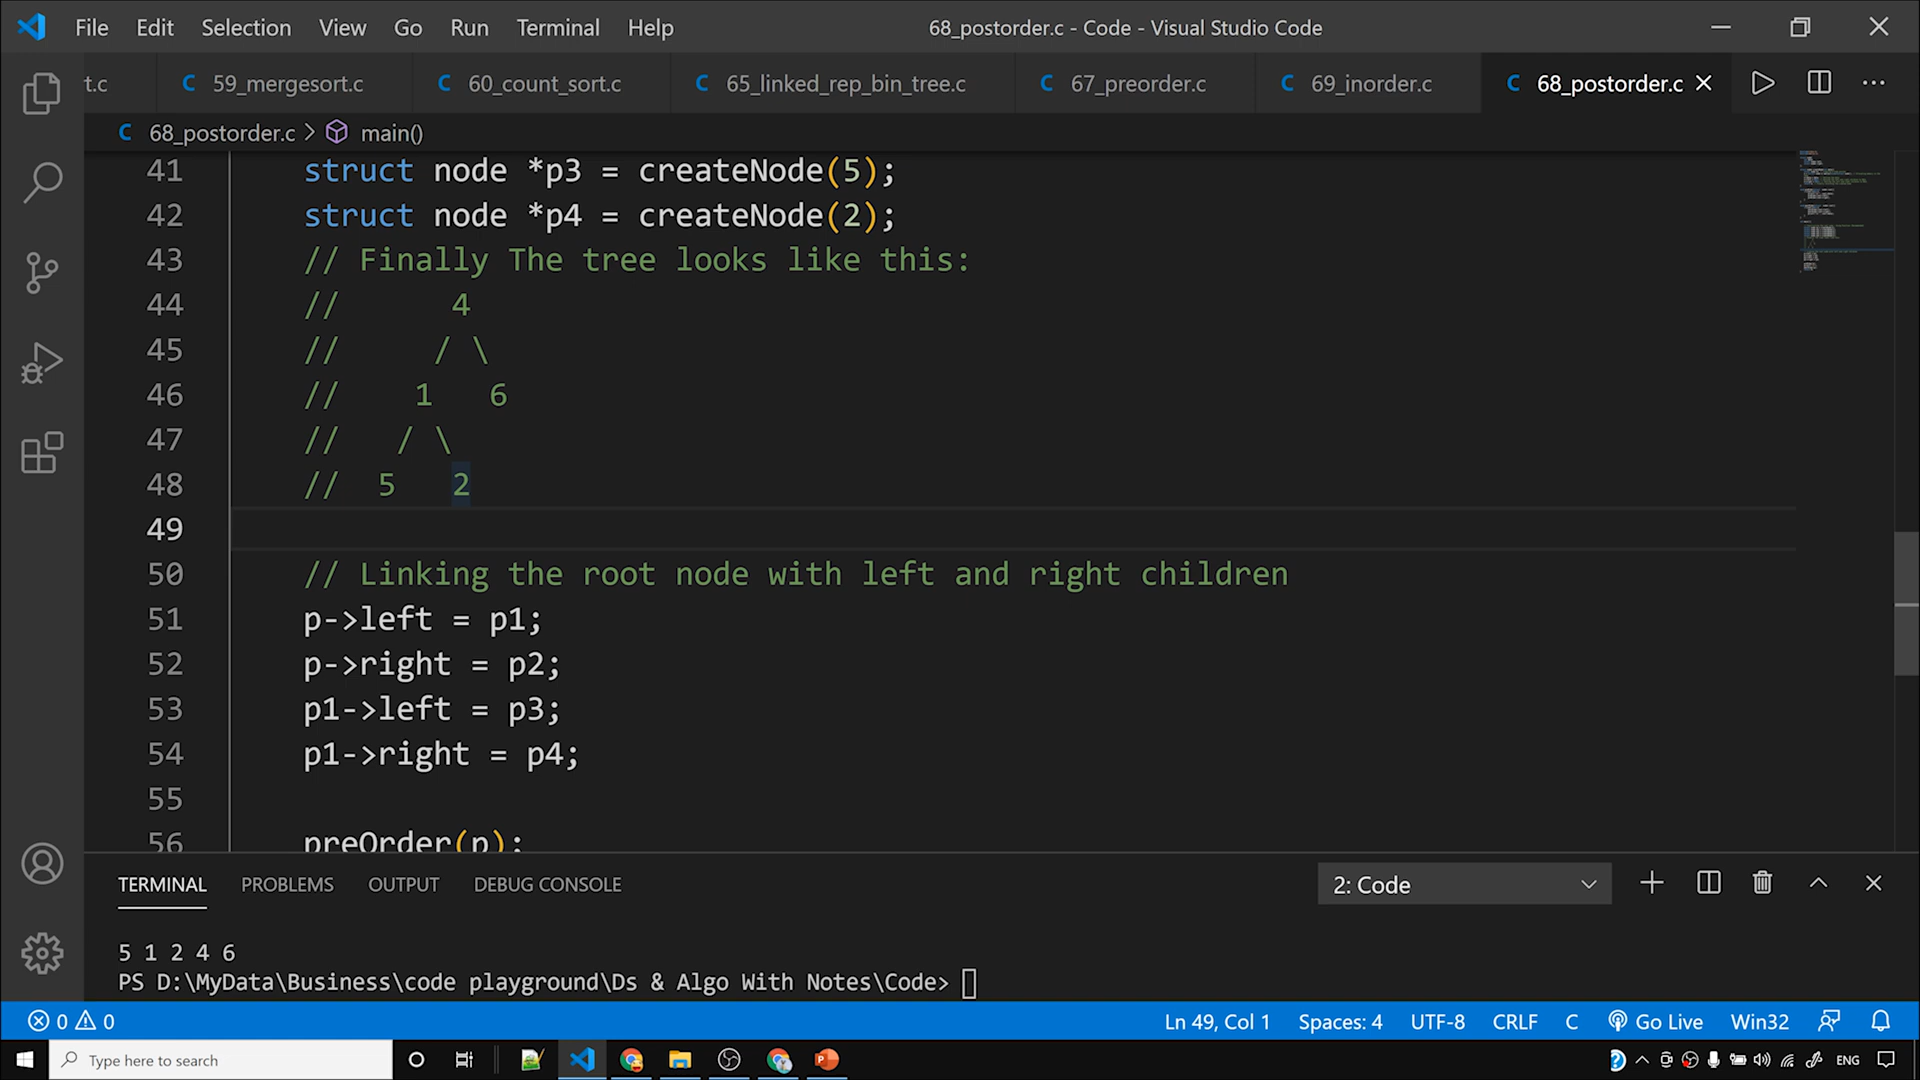 File Edit Selection View Go Run Terminal Help 68_postorder.c - Code - Visual Studio Code
t.c C 59_mergesort.c C 60_count_sort.c C 65_linked_rep_bin_tree.c C 67_preorder.c C 69_inorder.c C 68_postorder.c
C 68_postorder.c > main()
41 struct node *p3 = createNode(5);
42 struct node *p4 = createNode(2);
43 // Finally The tree looks like this:
44 // 4
45 // / \
46 // 1 6
47 // / \
48 // 5 2
49
50 // Linking the root node with left and right children
51 p->left = p1;
52 p->right = p2;
53 p1->left = p3;
54 p1->right = p4;
55
56 preOrder(p);
TERMINAL PROBLEMS OUTPUT DEBUG CONSOLE 2: Code
5 1 2 4 6
PS D:\MyData\Business\code playground\Ds & Algo With Notes\Code>
0 0 Ln 49, Col 1 Spaces: 4 UTF-8 CRLF C Go Live Win32
Type here to search ENG